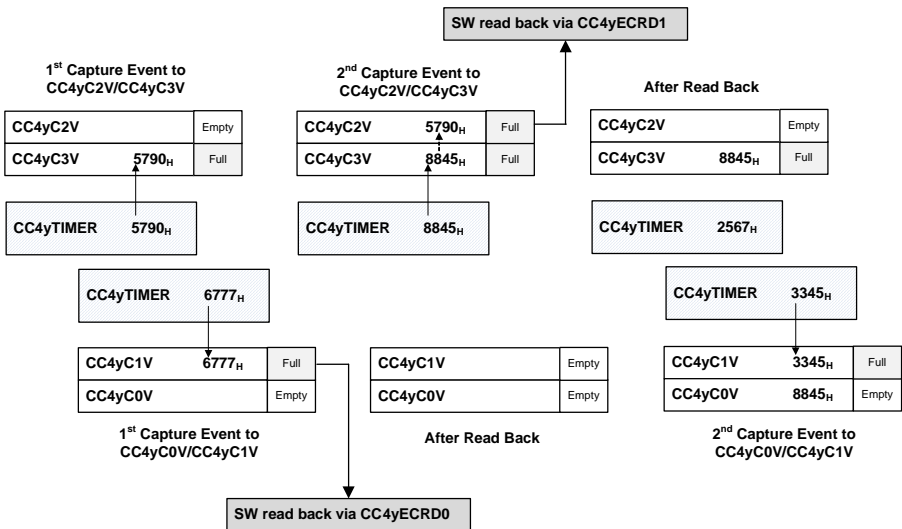 SW read back via CC4yECRD1
1st Capture Event to
CC4yC2V/CC4yC3V
2nd Capture Event to
CC4yC2V/CC4yC3V
After Read Back
CC4yC2V Empty
CC4yC3V 5790H Full
CC4yC2V 5790H Full
CC4yC3V 8845H Full
CC4yC2V Empty
CC4yC3V 8845H Full
CC4yTIMER 5790H
CC4yTIMER 8845H
CC4yTIMER 2567H
CC4yTIMER 6777H
CC4yTIMER 3345H
CC4yC1V 6777H Full
CC4yC0V Empty
CC4yC1V Empty
CC4yC0V Empty
CC4yC1V 3345H Full
CC4yC0V 8845H Empty
1st Capture Event to
CC4yC0V/CC4yC1V
After Read Back
2nd Capture Event to
CC4yC0V/CC4yC1V
SW read back via CC4yECRD0